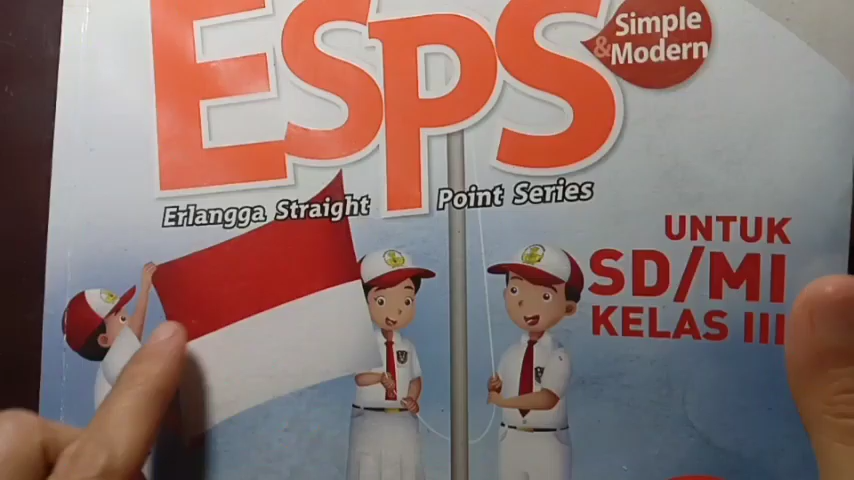 ESPS
Simple
& Modern
Erlangga Straight Point Series
UNTUK
SD/MI
KELAS III